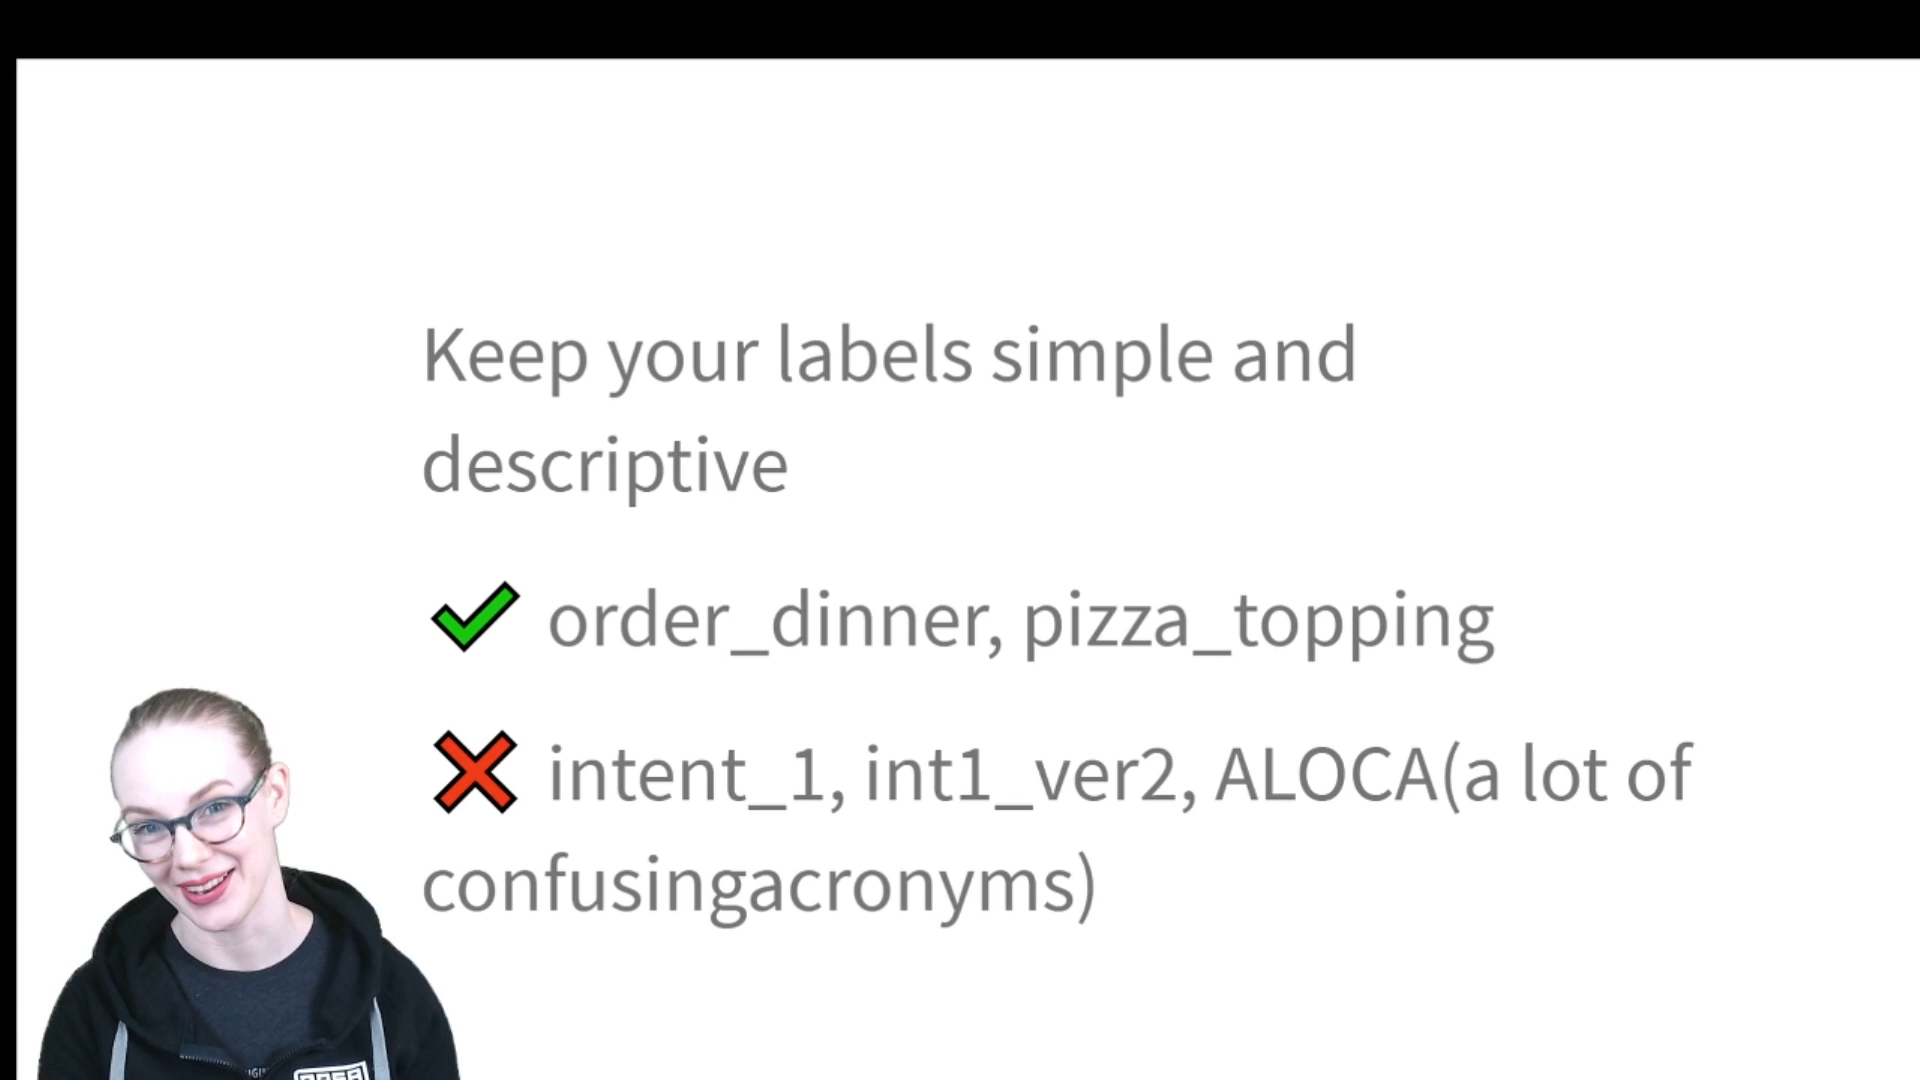 Keep your labels simple and
descriptive
order_dinner, pizza_topping
intent_1, int1_ver2, ALOCA(a lot of
confusingacronyms)